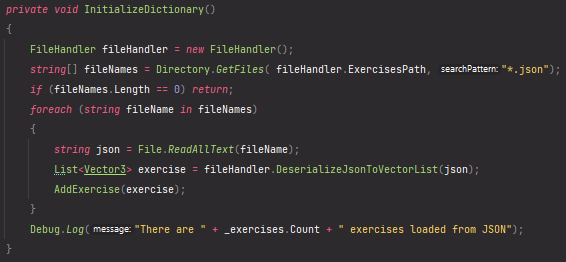 private void InitializeDictionary()
{
FileHandler fileHandler = new FileHandler();
string[] fileNames = Directory.GetFiles( fileHandler.ExercisesPath, searchPattern: "*.json");
if (fileNames.Length == 0) return;
foreach (string fileName in fileNames)
{
string json = File.ReadAllText(fileName);
List<Vector3> exercise = fileHandler.DeserializeJsonToVectorList(json);
AddExercise(exercise);
}
Debug.Log( message: "There are " + _exercises.Count + " exercises loaded from JSON");
}